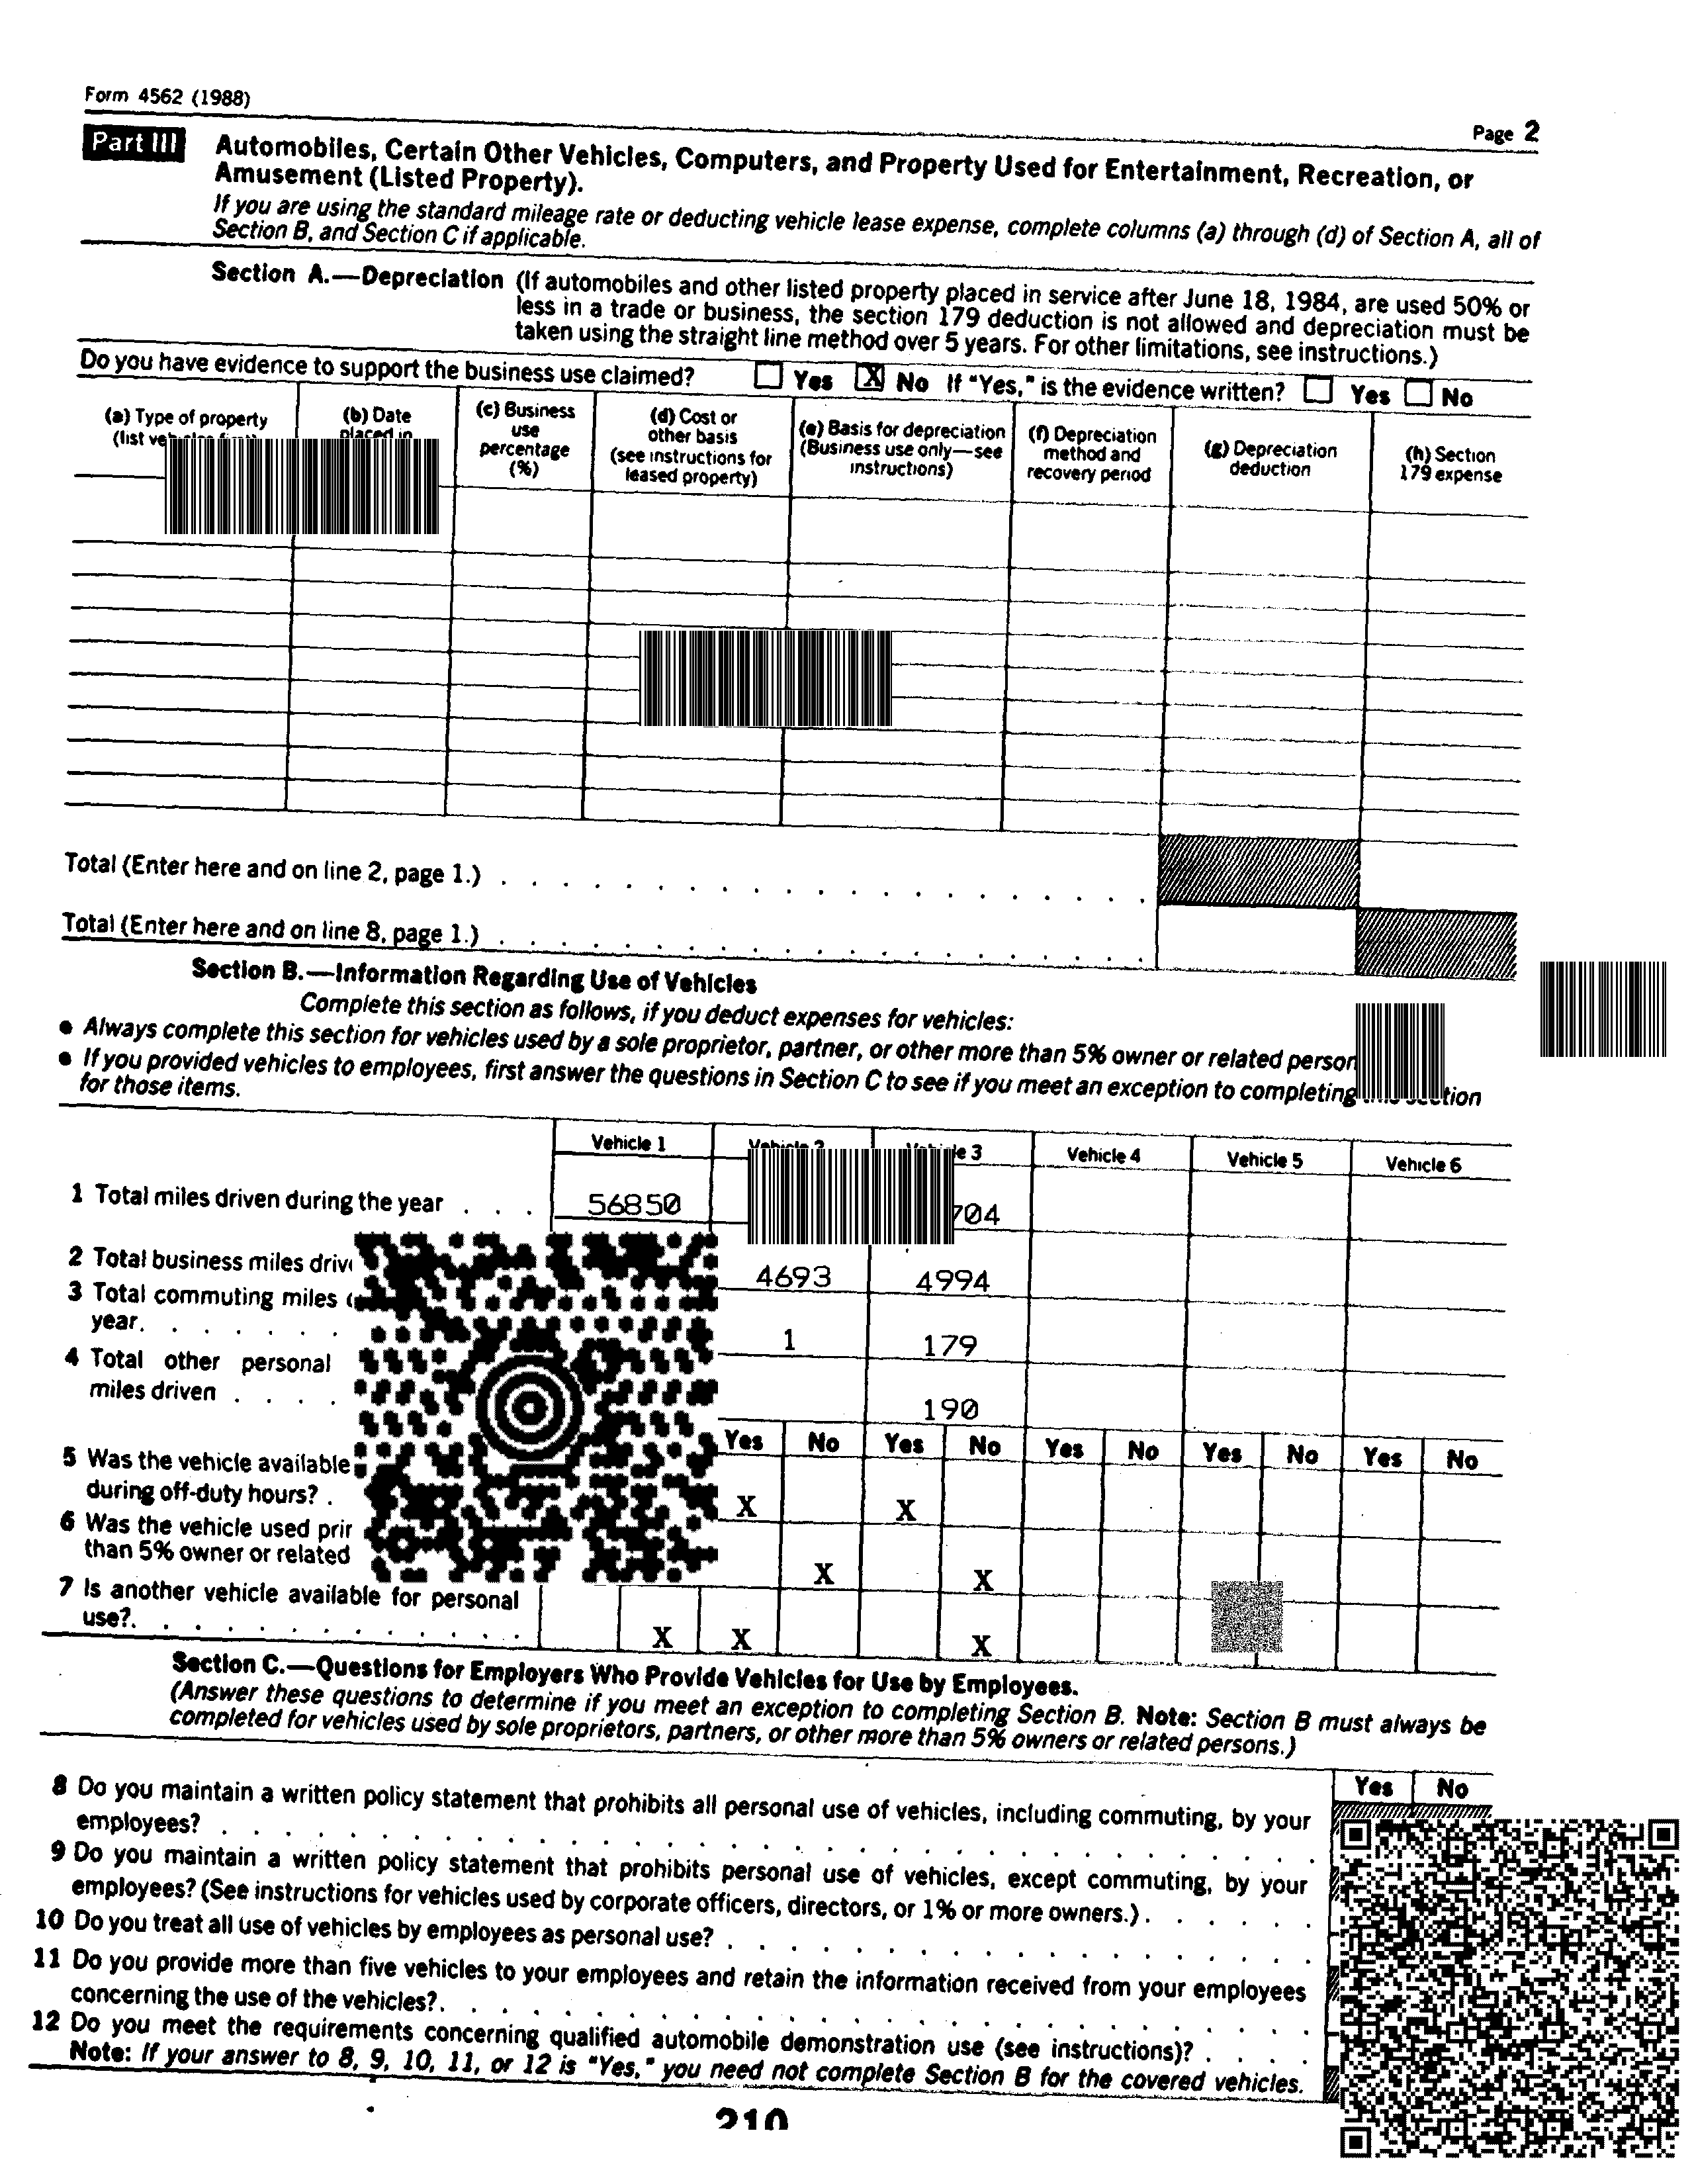 Form 4562 (1988)
Page 2
Part III
Automobiles, Certain Other Vehicles, Computers, and Property Used for Entertainment, Recreation, or
Amusement (Listed Property).
If you are using the standard mileage rate or deducting vehicle lease expense, complete columns (a) through (d) of Section A, all of
Section B, and Section C if applicable.
Section A.—Depreciation (If automobiles and other listed property placed in service after June 18, 1984, are used 50% or
less in a trade or business, the section 179 deduction is not allowed and depreciation must be
taken using the straight line method over 5 years. For other limitations, see instructions.)
Do you have evidence to support the business use claimed? Yes X No If "Yes," is the evidence written? Yes No
(a) Type of property
(list
(b) Date
placed in
(c) Business
use
percentage
(%)
(d) Cost or
other basis
(see instructions for
leased property)
(e) Basis for depreciation
(Business use only—see
instructions)
(f) Depreciation
method and
recovery period
(g) Depreciation
deduction
(h) Section
179 expense
Total (Enter here and on line 2, page 1.) . . . . . . . . . . . . . . . . . . . . .
Total (Enter here and on line 8, page 1.) . . . . . . . . . . . . . . . . . . . . .
Section B.—Information Regarding Use of Vehicles
Complete this section as follows, if you deduct expenses for vehicles:
● Always complete this section for vehicles used by a sole proprietor, partner, or other more than 5% owner or related person
● If you provided vehicles to employees, first answer the questions in Section C to see if you meet an exception to completing
for those items.
Vehicle 1 Vehicle 2 Vehicle 3 Vehicle 4 Vehicle 5 Vehicle 6
1 Total miles driven during the year . . . 56850 704
2 Total business miles 4693 4994
3 Total commuting miles
year. . . . . . . 1 179
4 Total other personal
miles driven . . . . 190
Yes No Yes No Yes No Yes No Yes No
5 Was the vehicle available
during off-duty hours? . X X
6 Was the vehicle used
than 5% owner or related X X
7 Is another vehicle available for personal
use?. . . . . . . . . . . . . X X X
Section C.—Questions for Employers Who Provide Vehicles for Use by Employees.
(Answer these questions to determine if you meet an exception to completing Section B. Note: Section B must always be
completed for vehicles used by sole proprietors, partners, or other more than 5% owners or related persons.)
Yes No
8 Do you maintain a written policy statement that prohibits all personal use of vehicles, including commuting, by your
employees? . . . . . . . . . . . . . . . . . . . . . . . . . . . . . . . . . . .
9 Do you maintain a written policy statement that prohibits personal use of vehicles, except commuting, by your
employees? (See instructions for vehicles used by corporate officers, directors, or 1% or more owners.) . . . . . .
10 Do you treat all use of vehicles by employees as personal use? . . . . . . . . . . . . . . . . . . .
11 Do you provide more than five vehicles to your employees and retain the information received from your employees
concerning the use of the vehicles?. . . . . . . . . . . . . . . . . . . . . . . . . . . .
12 Do you meet the requirements concerning qualified automobile demonstration use (see instructions)? . . . .
Note: If your answer to 8, 9, 10, 11, or 12 is "Yes," you need not complete Section B for the covered vehicles.
210